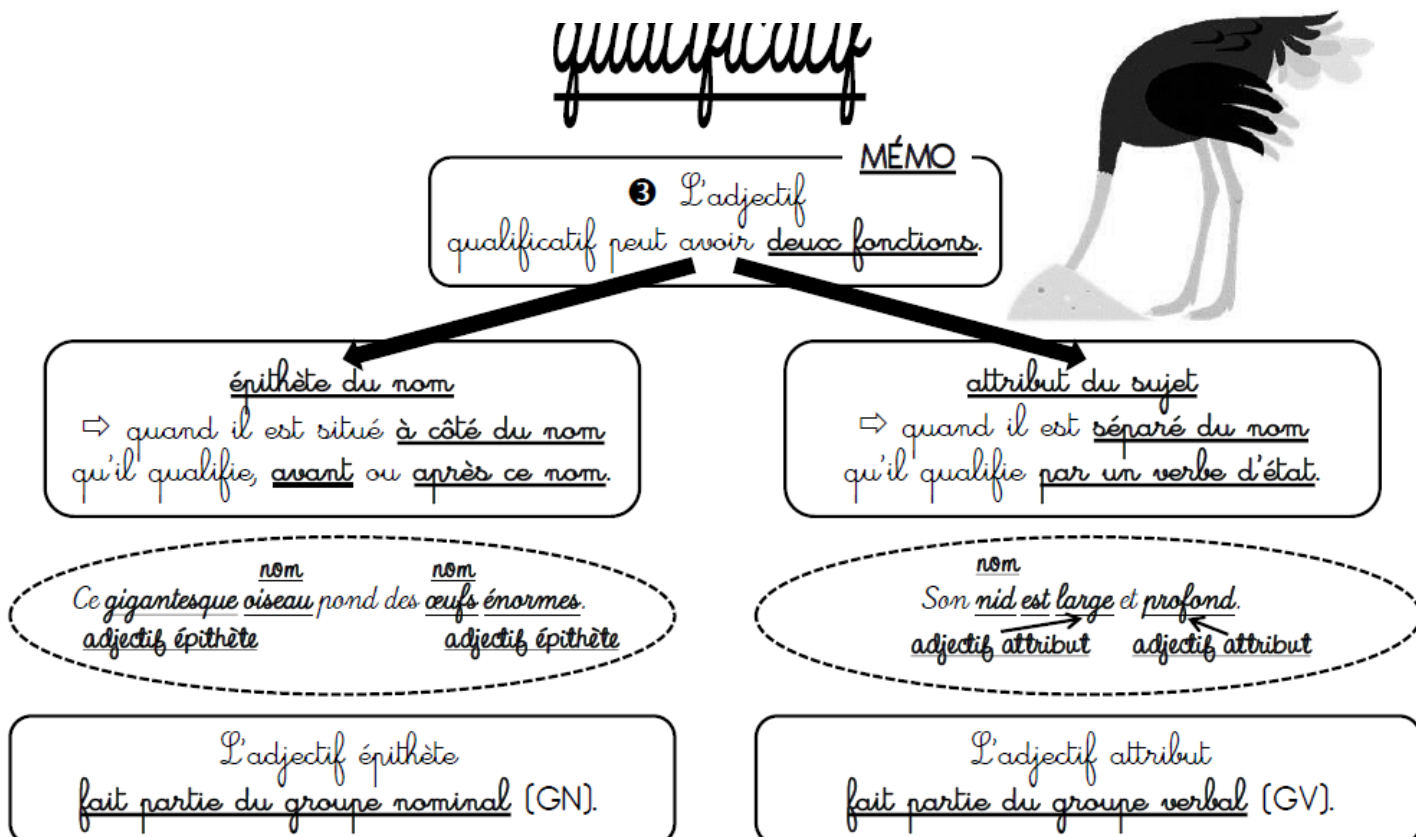 qualificatif
MÉMO
❸ L'adjectif
qualificatif peut avoir deux fonctions.
épithète du nom
⇨ quand il est situé à côté du nom
qu'il qualifie, avant ou après ce nom.
attribut du sujet
⇨ quand il est séparé du nom
qu'il qualifie par un verbe d'état.
nom nom
Ce gigantesque oiseau pond des œufs énormes.
adjectif épithète adjectif épithète
nom
Son nid est large et profond.
adjectif attribut adjectif attribut
L'adjectif épithète
fait partie du groupe nominal (GN).
L'adjectif attribut
fait partie du groupe verbal (GV).